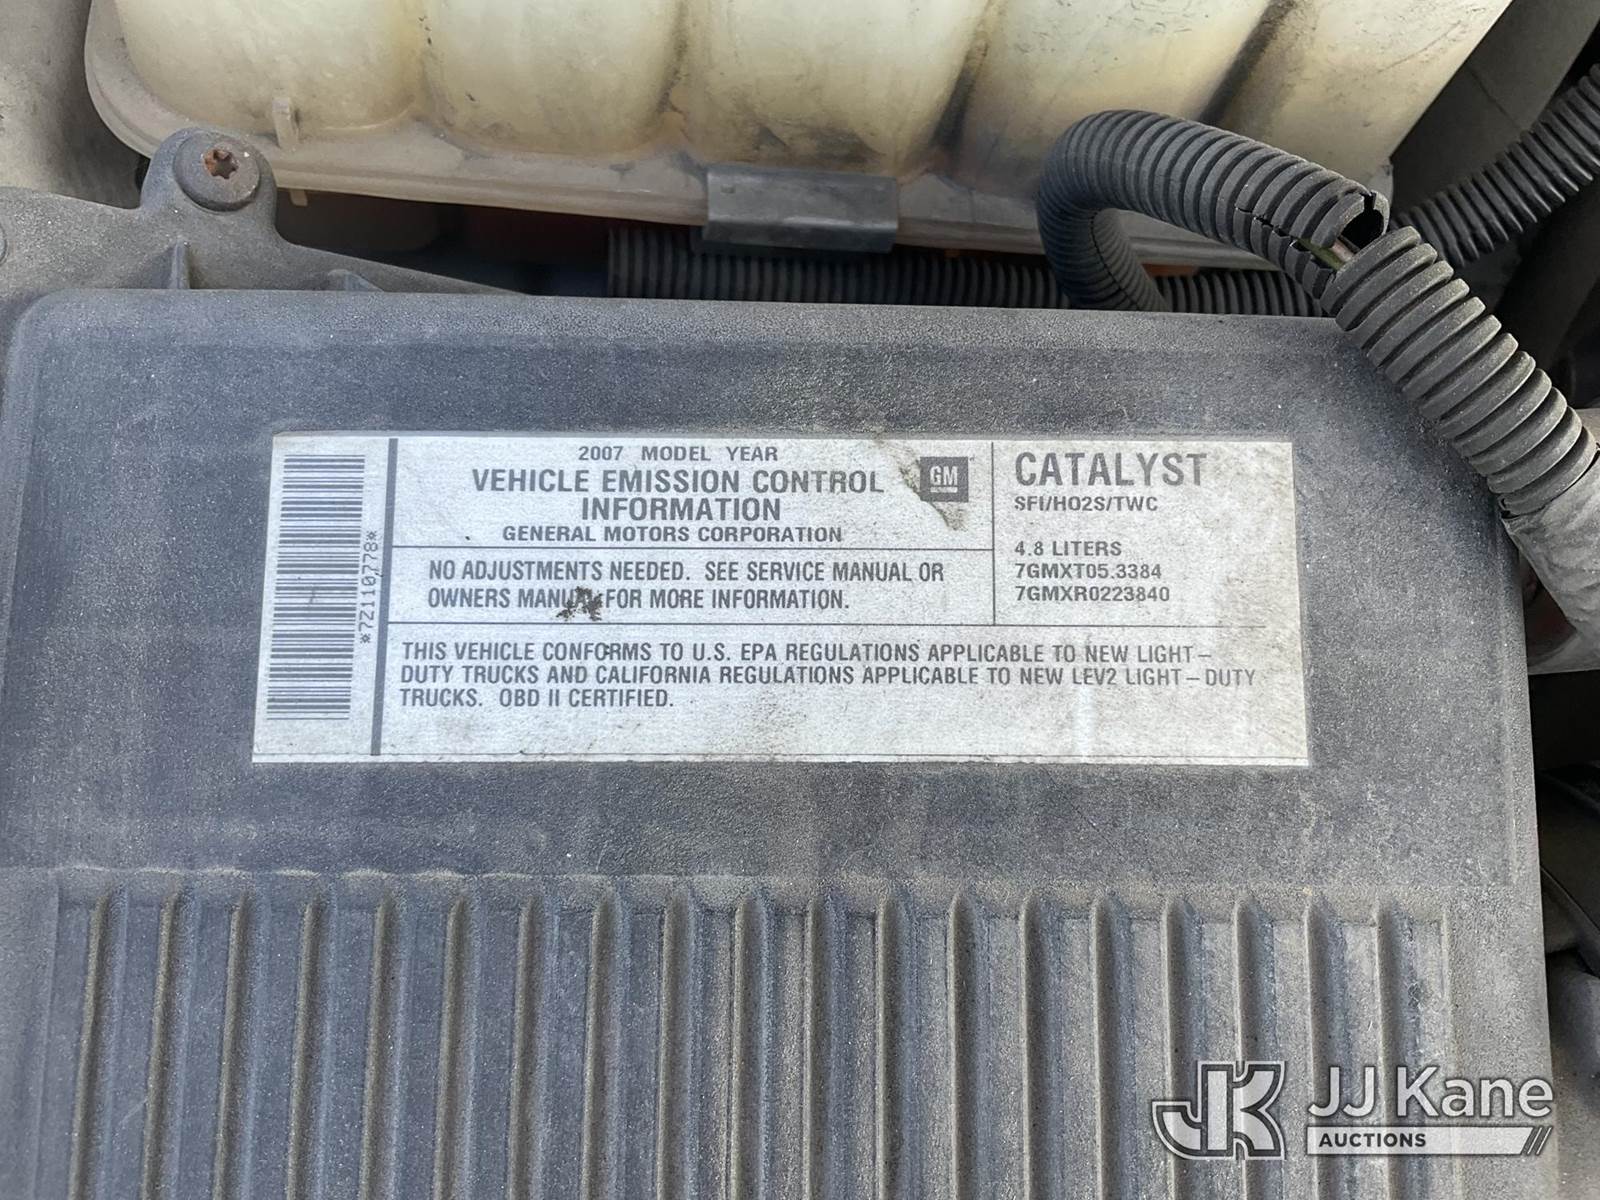 2007 MODEL YEAR
VEHICLE EMISSION CONTROL
INFORMATION
GENERAL MOTORS CORPORATION
GM
NO ADJUSTMENTS NEEDED. SEE SERVICE MANUAL OR
OWNERS MANUAL FOR MORE INFORMATION.
CATALYST
SFI/HO2S/TWC
4.8 LITERS
7GMXT05.3384
7GMXR0223840
THIS VEHICLE CONFORMS TO U.S. EPA REGULATIONS APPLICABLE TO NEW LIGHT–
DUTY TRUCKS AND CALIFORNIA REGULATIONS APPLICABLE TO NEW LEV2 LIGHT–DUTY
TRUCKS. OBD II CERTIFIED.
*7Z110778*
JK
JJ Kane
AUCTIONS